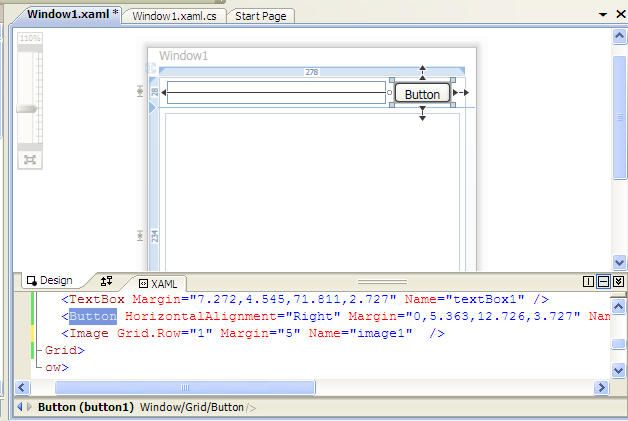 Window1.xaml * Window1.xaml.cs Start Page
110%
Window1
278
28
Button
234
Design XAML
<TextBox Margin="7.272,4.545,71.811,2.727" Name="textBox1" />
<Button HorizontalAlignment="Right" Margin="0,5.363,12.726,3.727" Nam
<Image Grid.Row="1" Margin="5" Name="image1" />
Grid>
ow>
Button (button1) Window/Grid/Button/>